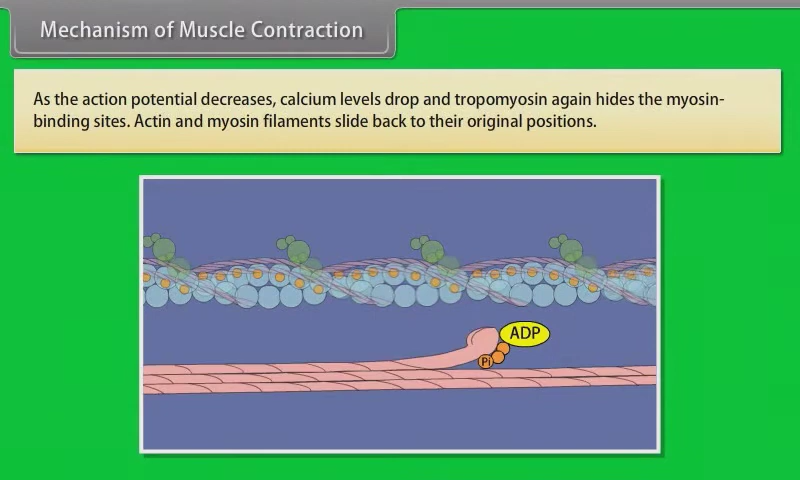 Mechanism of Muscle Contraction
As the action potential decreases, calcium levels drop and tropomyosin again hides the myosin-
binding sites. Actin and myosin filaments slide back to their original positions.
ADP
Pi